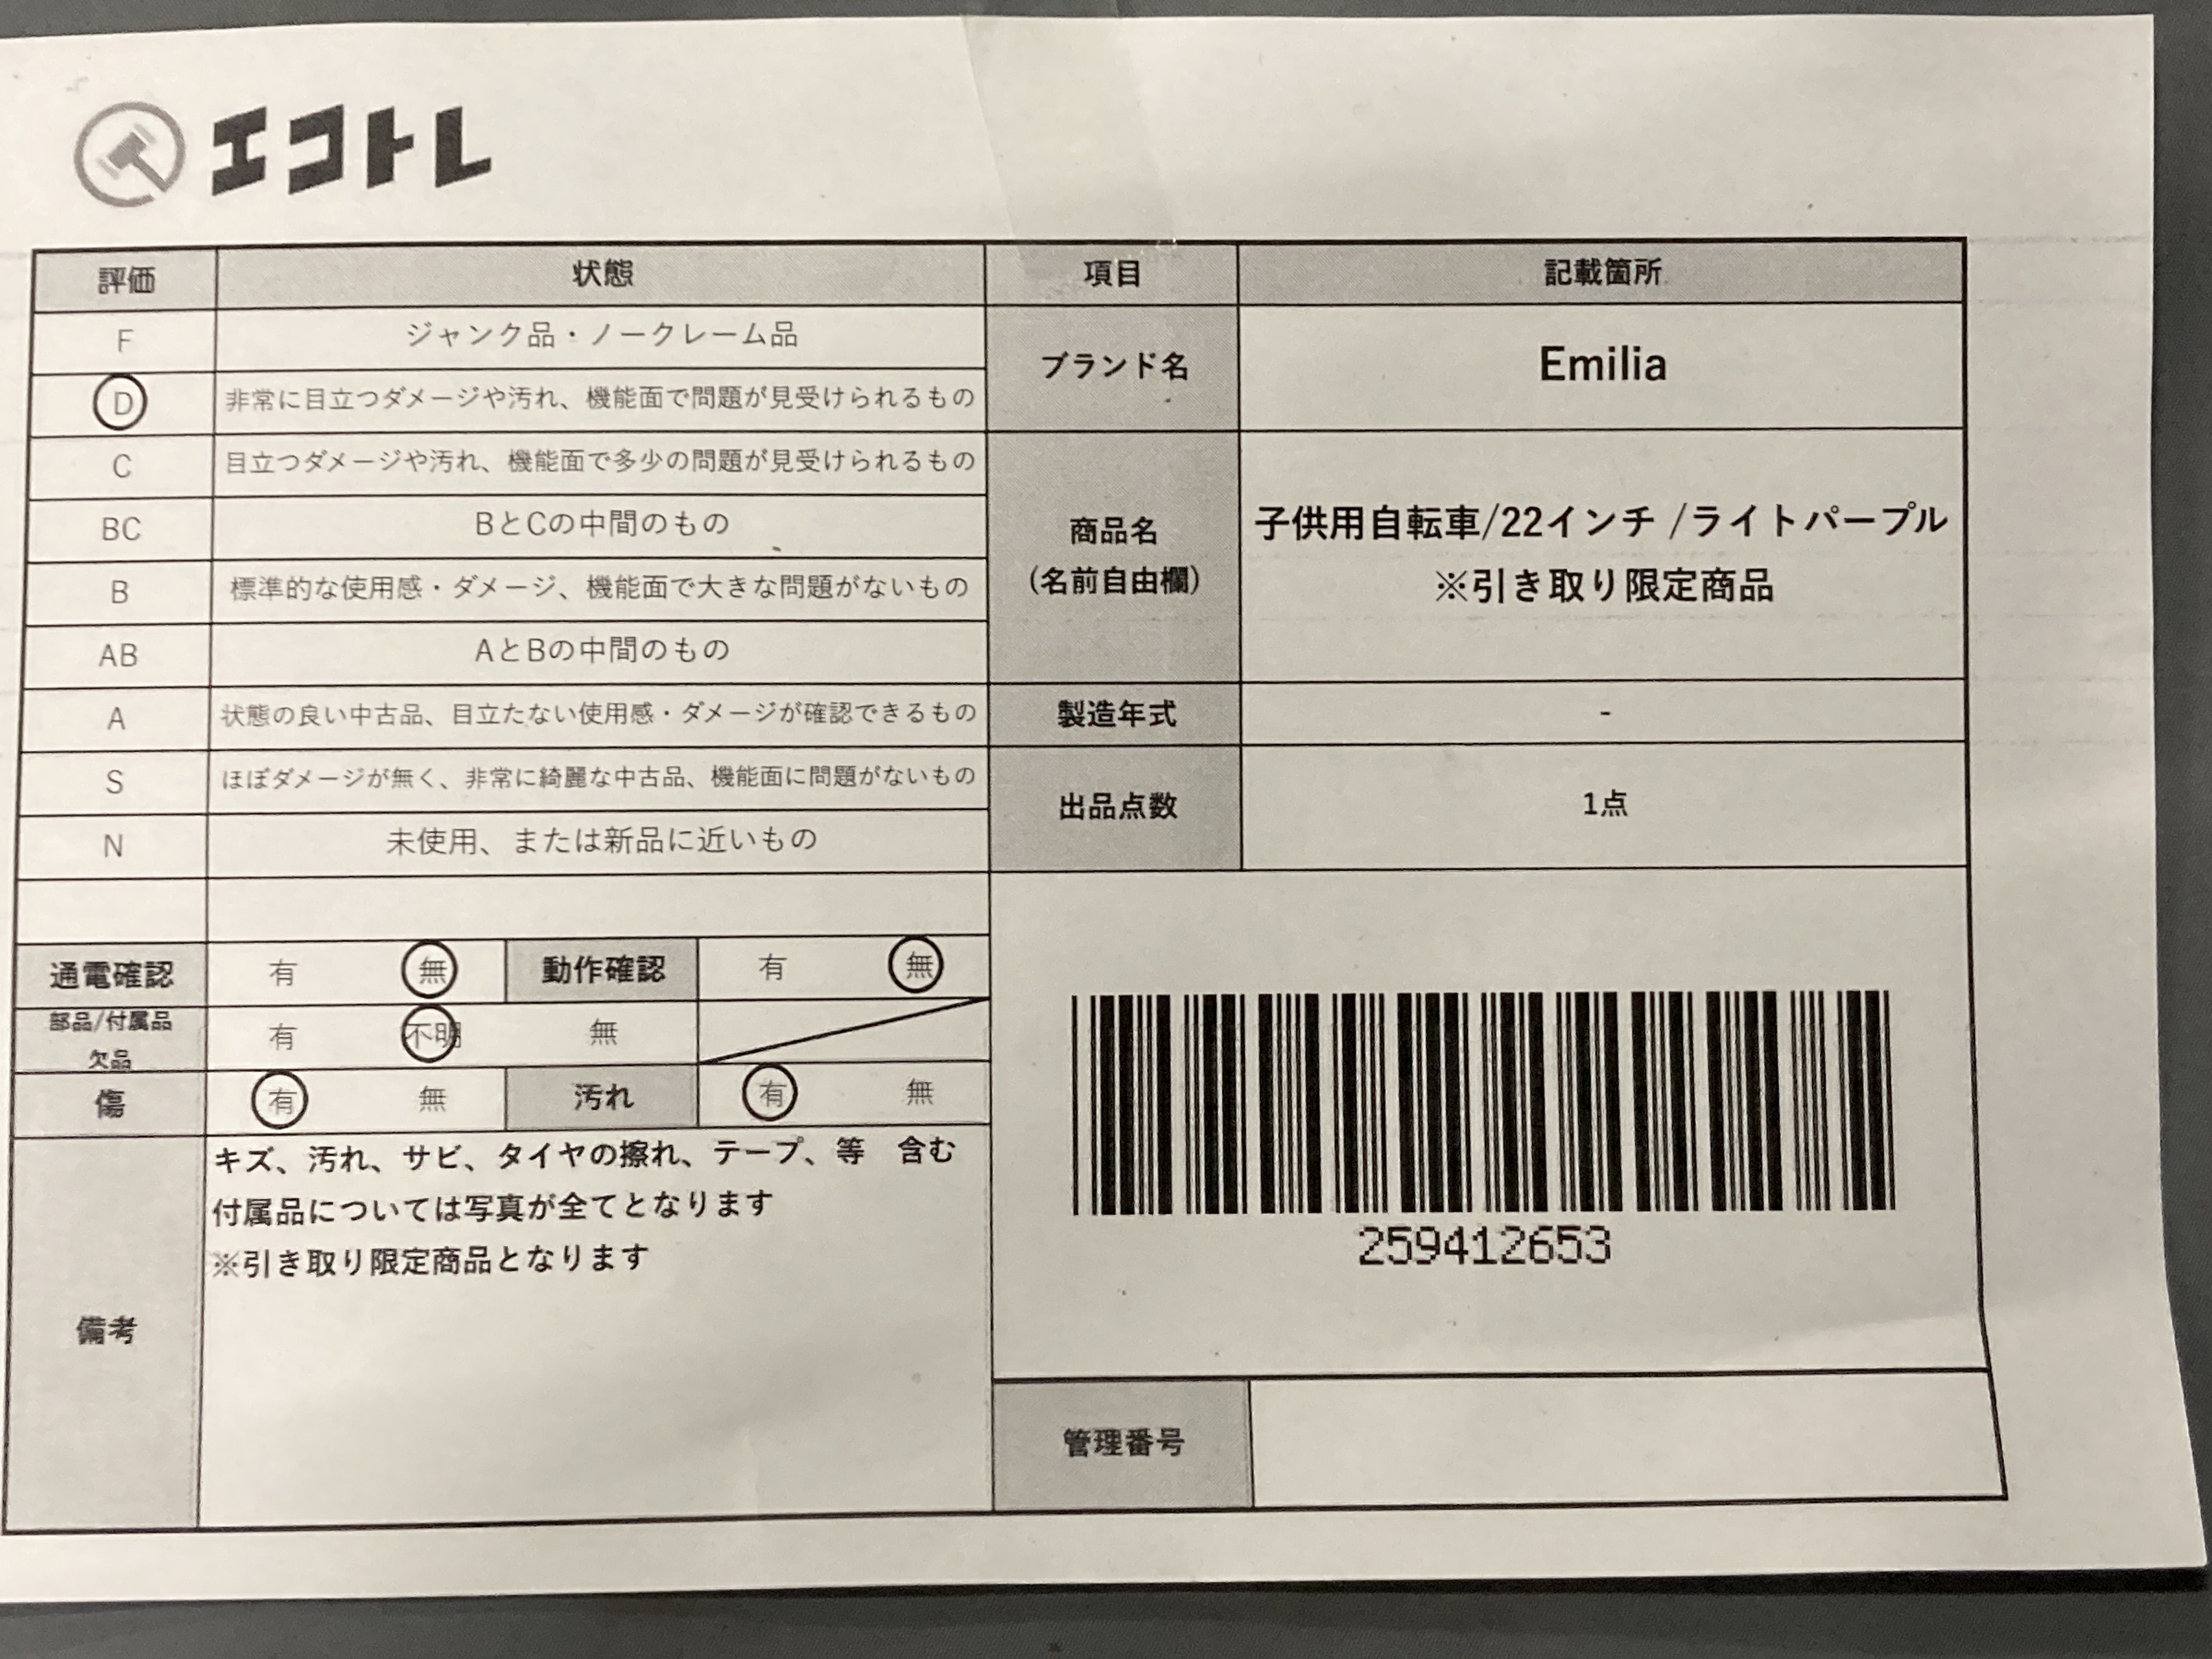 エコトレ
評価 状態 項目 記載箇所
F ジャンク品・ノークレーム品
D 非常に目立つダメージや汚れ、機能面で問題が見受けられるもの
ブランド名 Emilia
C 目立つダメージや汚れ、機能面で多少の問題が見受けられるもの
BC BとCの中間のもの
B 標準的な使用感・ダメージ、機能面で大きな問題がないもの
AB AとBの中間のもの
商品名
(名前自由欄)
子供用自転車/22インチ /ライトパープル
※引き取り限定商品
A 状態の良い中古品、目立たない使用感・ダメージが確認できるもの
製造年式 -
S ほぼダメージが無く、非常に綺麗な中古品、機能面に問題がないもの
N 未使用、または新品に近いもの
出品点数 1点
通電確認 有 無 動作確認 有 無
部品/付属品
欠品
有 不明 無
傷 有 無 汚れ 有 無
備考
キズ、汚れ、サビ、タイヤの擦れ、テープ、等 含む
付属品については写真が全てとなります
※引き取り限定商品となります
259412653
管理番号